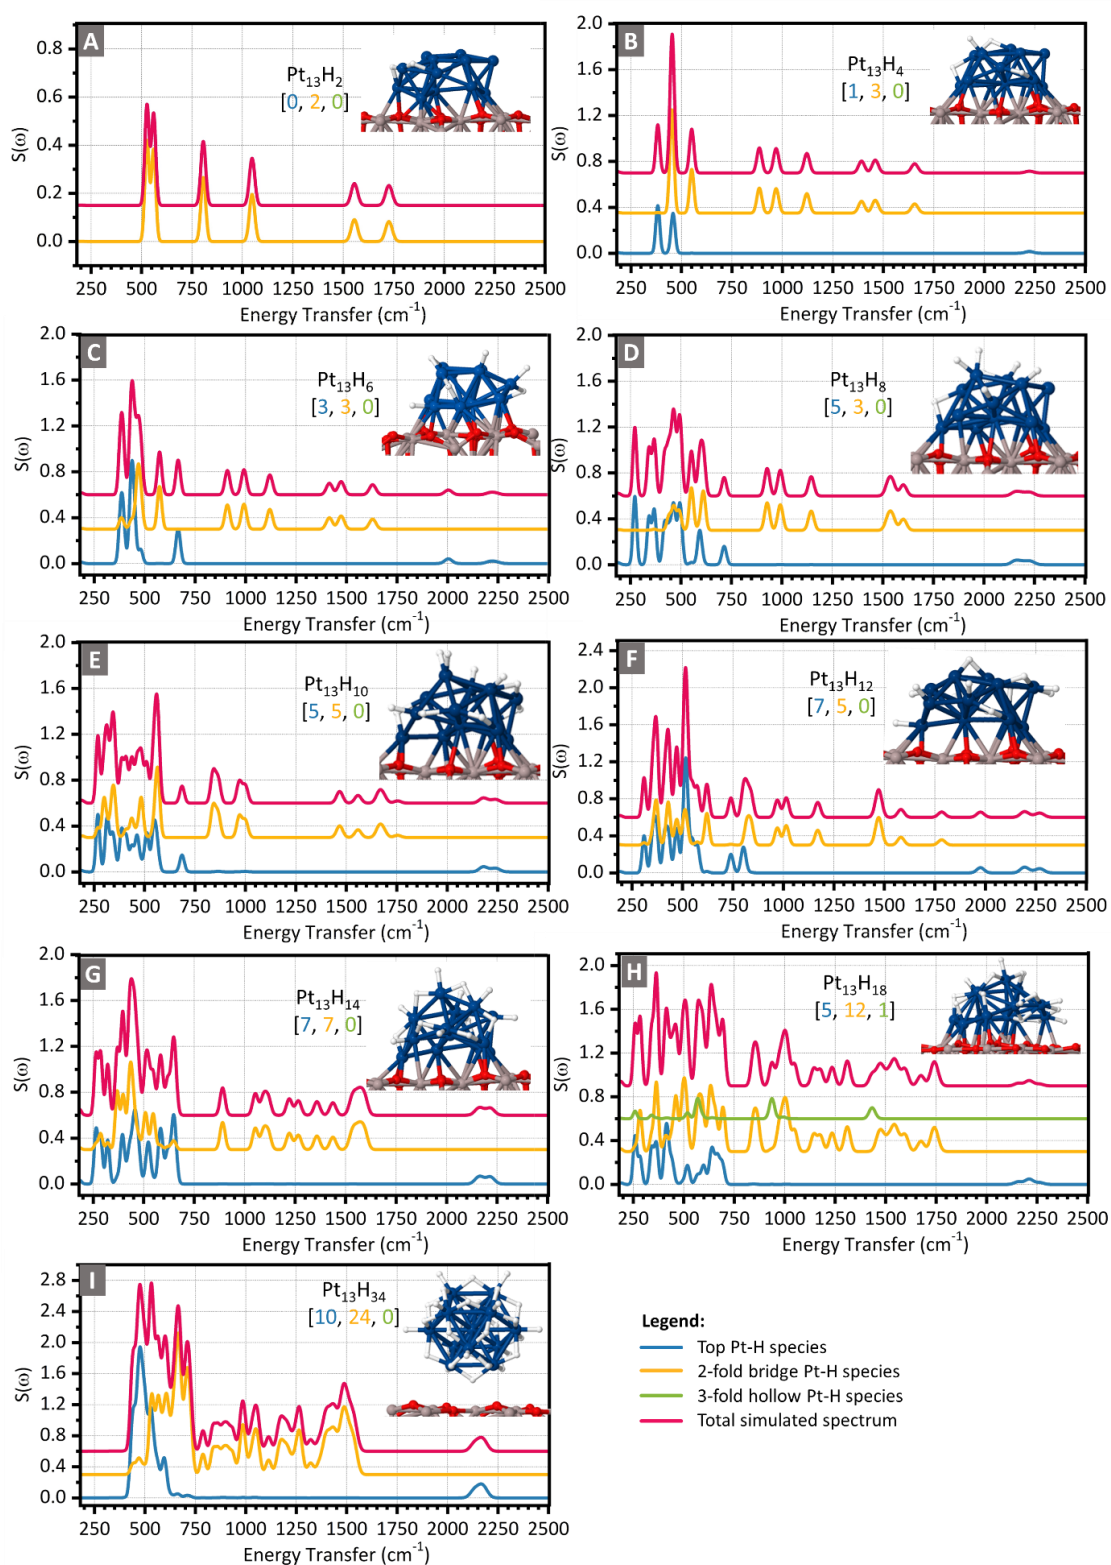 A
Pt13H2
[0, 2, 0]
S(ω)
0.8
0.6
0.4
0.2
0.0
250 500 750 1000 1250 1500 1750 2000 2250 2500
Energy Transfer (cm-1)
B
Pt13H4
[1, 3, 0]
S(ω)
2.0
1.6
1.2
0.8
0.4
0.0
250 500 750 1000 1250 1500 1750 2000 2250 2500
Energy Transfer (cm-1)
C
Pt13H6
[3, 3, 0]
S(ω)
2.0
1.6
1.2
0.8
0.4
0.0
250 500 750 1000 1250 1500 1750 2000 2250 2500
Energy Transfer (cm-1)
D
Pt13H8
[5, 3, 0]
S(ω)
2.0
1.6
1.2
0.8
0.4
0.0
250 500 750 1000 1250 1500 1750 2000 2250 2500
Energy Transfer (cm-1)
E
Pt13H10
[5, 5, 0]
S(ω)
2.0
1.6
1.2
0.8
0.4
0.0
250 500 750 1000 1250 1500 1750 2000 2250 2500
Energy Transfer (cm-1)
F
Pt13H12
[7, 5, 0]
S(ω)
2.4
2.0
1.6
1.2
0.8
0.4
0.0
250 500 750 1000 1250 1500 1750 2000 2250 2500
Energy Transfer (cm-1)
G
Pt13H14
[7, 7, 0]
S(ω)
2.0
1.6
1.2
0.8
0.4
0.0
250 500 750 1000 1250 1500 1750 2000 2250 2500
Energy Transfer (cm-1)
H
Pt13H18
[5, 12, 1]
S(ω)
2.0
1.6
1.2
0.8
0.4
0.0
250 500 750 1000 1250 1500 1750 2000 2250 2500
Energy Transfer (cm-1)
I
Pt13H34
[10, 24, 0]
S(ω)
2.8
2.4
2.0
1.6
1.2
0.8
0.4
0.0
250 500 750 1000 1250 1500 1750 2000 2250 2500
Energy Transfer (cm-1)
Legend:
Top Pt-H species
2-fold bridge Pt-H species
3-fold hollow Pt-H species
Total simulated spectrum